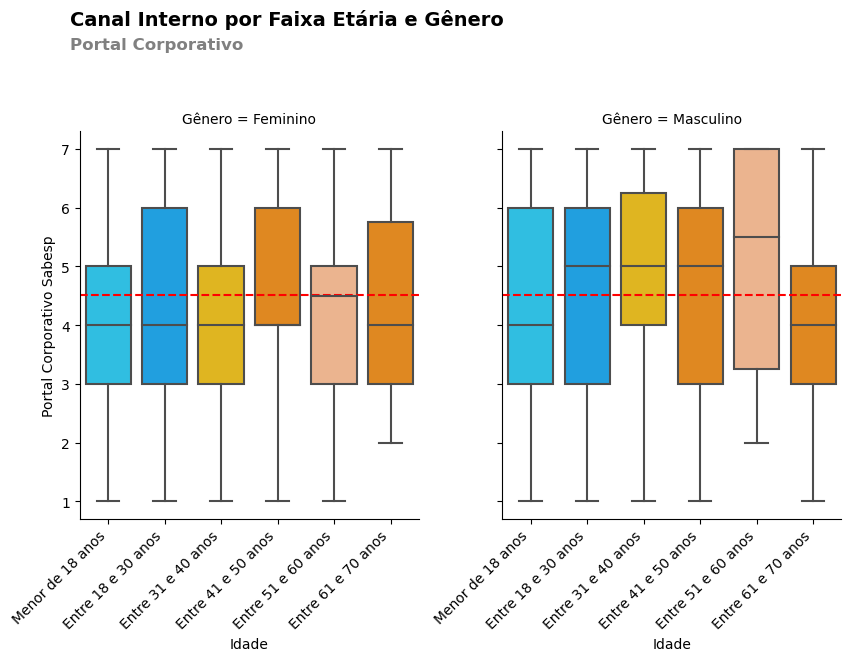 Canal Interno por Faixa Etária e Gênero
Portal Corporativo
Gênero = Feminino
Gênero = Masculino
7
6
5
4
3
2
1
Portal Corporativo Sabesp
Menor de 18 anos
Entre 18 e 30 anos
Entre 31 e 40 anos
Entre 41 e 50 anos
Entre 51 e 60 anos
Entre 61 e 70 anos
Idade
Menor de 18 anos
Entre 18 e 30 anos
Entre 31 e 40 anos
Entre 41 e 50 anos
Entre 51 e 60 anos
Entre 61 e 70 anos
Idade